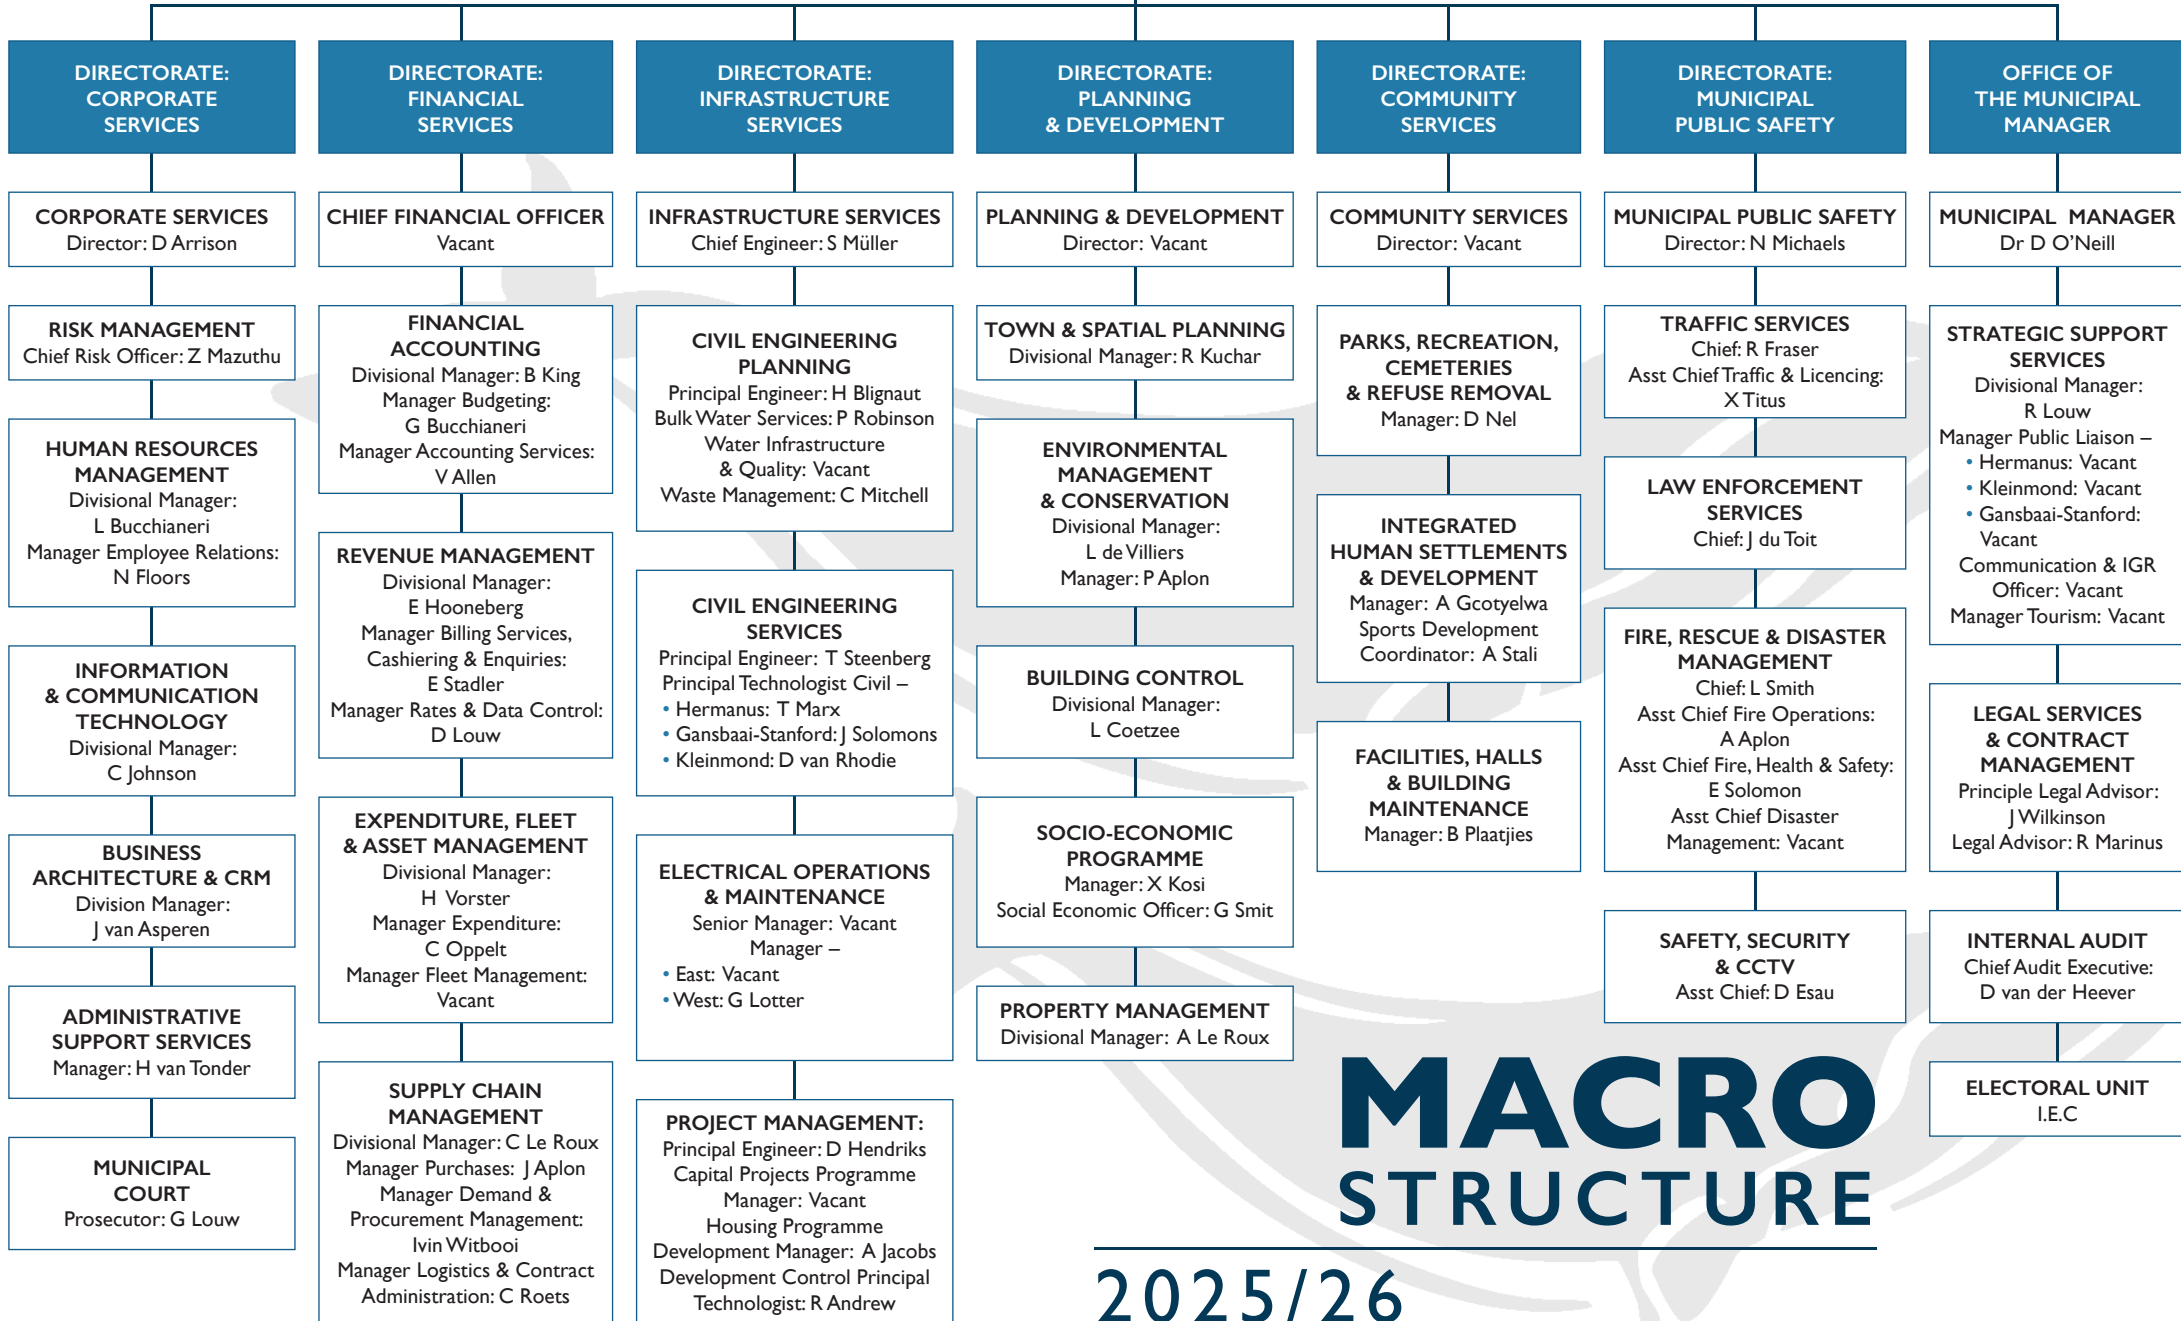 DIRECTORATE:
CORPORATE
SERVICES
CORPORATE SERVICES
Director: D Arrison
RISK MANAGEMENT
Chief Risk Officer: Z Mazuthu
HUMAN RESOURCES
MANAGEMENT
Divisional Manager:
L Bucchianeri
Manager Employee Relations:
N Floors
INFORMATION
& COMMUNICATION
TECHNOLOGY
Divisional Manager:
C Johnson
BUSINESS
ARCHITECTURE & CRM
Division Manager:
J van Asperen
ADMINISTRATIVE
SUPPORT SERVICES
Manager: H van Tonder
MUNICIPAL
COURT
Prosecutor: G Louw
DIRECTORATE:
FINANCIAL
SERVICES
CHIEF FINANCIAL OFFICER
Vacant
FINANCIAL
ACCOUNTING
Divisional Manager: B King
Manager Budgeting:
G Bucchianeri
Manager Accounting Services:
V Allen
REVENUE MANAGEMENT
Divisional Manager:
E Hooneberg
Manager Billing Services,
Cashiering & Enquiries:
E Stadler
Manager Rates & Data Control:
D Louw
EXPENDITURE, FLEET
& ASSET MANAGEMENT
Divisional Manager:
H Vorster
Manager Expenditure:
C Oppelt
Manager Fleet Management:
Vacant
SUPPLY CHAIN
MANAGEMENT
Divisional Manager: C Le Roux
Manager Purchases: J Aplon
Manager Demand &
Procurement Management:
Ivin Witbooi
Manager Logistics & Contract
Administration: C Roets
DIRECTORATE:
INFRASTRUCTURE
SERVICES
INFRASTRUCTURE SERVICES
Chief Engineer: S Müller
CIVIL ENGINEERING
PLANNING
Principal Engineer: H Blignaut
Bulk Water Services: P Robinson
Water Infrastructure
& Quality: Vacant
Waste Management: C Mitchell
CIVIL ENGINEERING
SERVICES
Principal Engineer: T Steenberg
Principal Technologist Civil –
• Hermanus: T Marx
• Gansbaai-Stanford: J Solomons
• Kleinmond: D van Rhodie
ELECTRICAL OPERATIONS
& MAINTENANCE
Senior Manager: Vacant
Manager –
• East: Vacant
• West: G Lotter
PROJECT MANAGEMENT:
Principal Engineer: D Hendriks
Capital Projects Programme
Manager: Vacant
Housing Programme
Development Manager: A Jacobs
Development Control Principal
Technologist: R Andrew
DIRECTORATE:
PLANNING
& DEVELOPMENT
PLANNING & DEVELOPMENT
Director: Vacant
TOWN & SPATIAL PLANNING
Divisional Manager: R Kuchar
ENVIRONMENTAL
MANAGEMENT
& CONSERVATION
Divisional Manager:
L de Villiers
Manager: P Aplon
BUILDING CONTROL
Divisional Manager:
L Coetzee
SOCIO-ECONOMIC
PROGRAMME
Manager: X Kosi
Social Economic Officer: G Smit
PROPERTY MANAGEMENT
Divisional Manager: A Le Roux
DIRECTORATE:
COMMUNITY
SERVICES
COMMUNITY SERVICES
Director: Vacant
PARKS, RECREATION,
CEMETERIES
& REFUSE REMOVAL
Manager: D Nel
INTEGRATED
HUMAN SETTLEMENTS
& DEVELOPMENT
Manager: A Gcotyelwa
Sports Development
Coordinator: A Stali
FACILITIES, HALLS
& BUILDING
MAINTENANCE
Manager: B Plaatjies
DIRECTORATE:
MUNICIPAL
PUBLIC SAFETY
MUNICIPAL PUBLIC SAFETY
Director: N Michaels
TRAFFIC SERVICES
Chief: R Fraser
Asst Chief Traffic & Licencing:
X Titus
LAW ENFORCEMENT
SERVICES
Chief: J du Toit
FIRE, RESCUE & DISASTER
MANAGEMENT
Chief: L Smith
Asst Chief Fire Operations:
A Aplon
Asst Chief Fire, Health & Safety:
E Solomon
Asst Chief Disaster
Management: Vacant
SAFETY, SECURITY
& CCTV
Asst Chief: D Esau
OFFICE OF
THE MUNICIPAL
MANAGER
MUNICIPAL MANAGER
Dr D O'Neill
STRATEGIC SUPPORT
SERVICES
Divisional Manager:
R Louw
Manager Public Liaison –
• Hermanus: Vacant
• Kleinmond: Vacant
• Gansbaai-Stanford:
Vacant
Communication & IGR
Officer: Vacant
Manager Tourism: Vacant
LEGAL SERVICES
& CONTRACT
MANAGEMENT
Principle Legal Advisor:
J Wilkinson
Legal Advisor: R Marinus
INTERNAL AUDIT
Chief Audit Executive:
D van der Heever
ELECTORAL UNIT
I.E.C
MACRO
STRUCTURE
2025/26